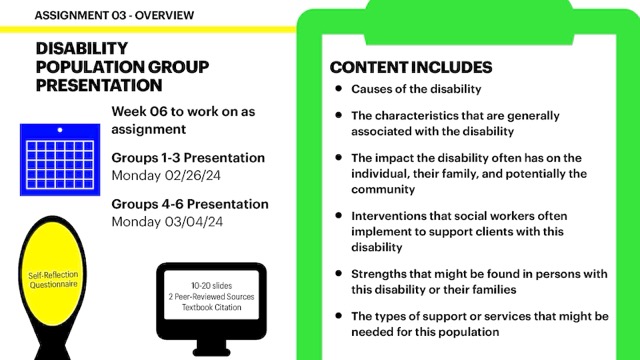 ASSIGNMENT 03 - OVERVIEW
DISABILITY
POPULATION GROUP
PRESENTATION
Week 06 to work on as
assignment
Groups 1-3 Presentation
Monday 02/26/24
Groups 4-6 Presentation
Monday 03/04/24
Self-Reflection
Questionnaire
10-20 slides
2 Peer-Reviewed Sources
Textbook Citation
CONTENT INCLUDES
• Causes of the disability
• The characteristics that are generally
associated with the disability
• The impact the disability often has on the
individual, their family, and potentially the
community
• Interventions that social workers often
implement to support clients with this
disability
• Strengths that might be found in persons with
this disability or their families
• The types of support or services that might be
needed for this population